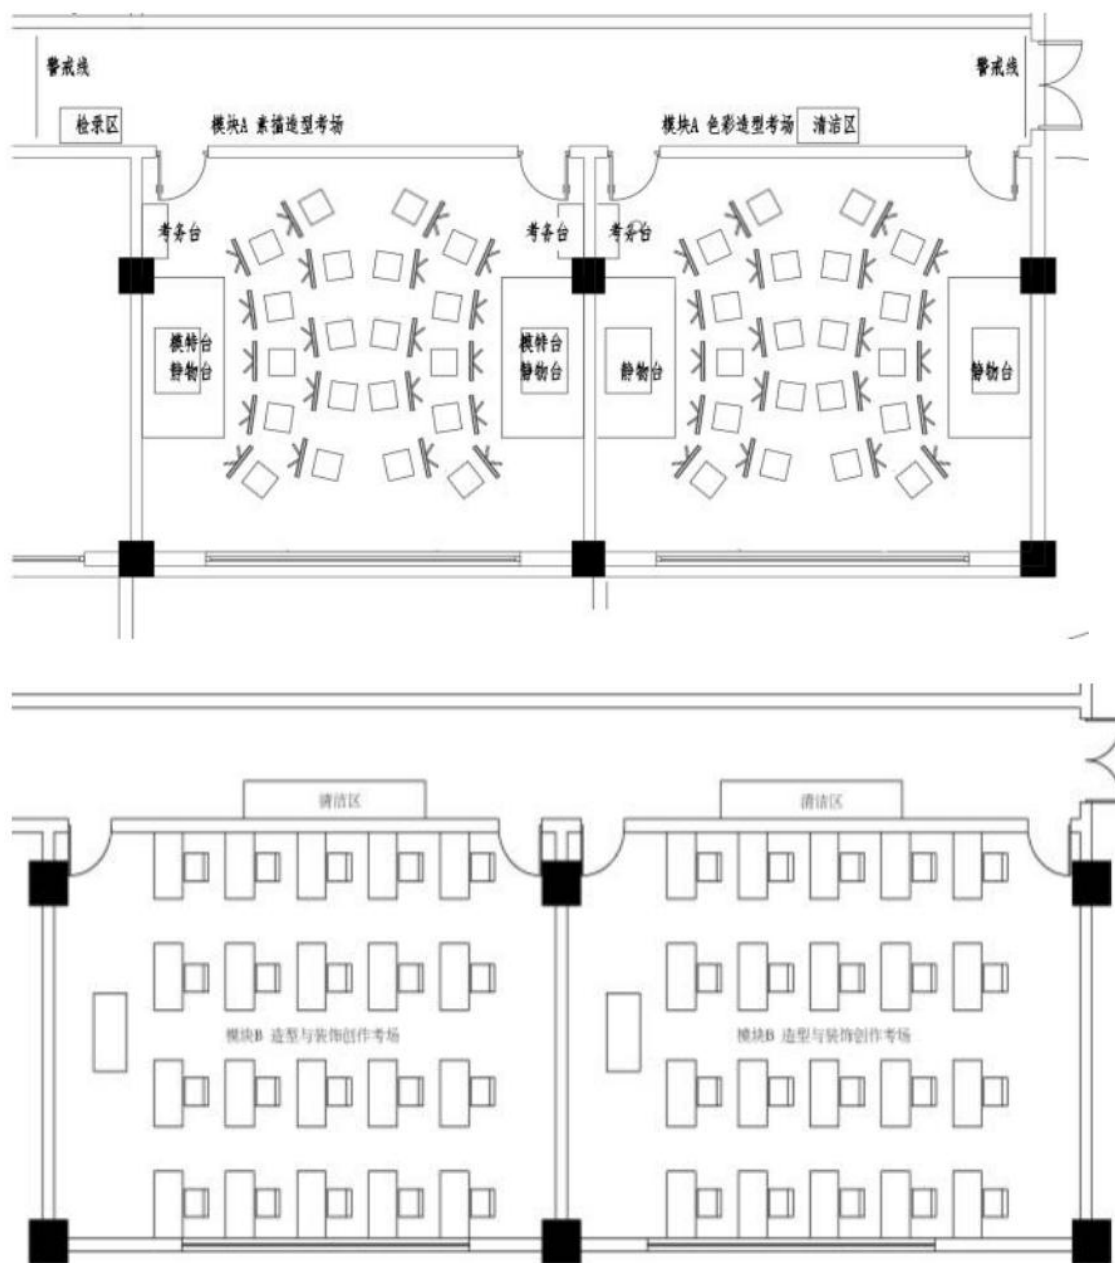 警戒线
警戒线
检录区
模块A 素描造型考场
模块A 色彩造型考场
清洁区
考务台
考务台
考务台
模特台
静物台
模特台
静物台
静物台
静物台
清洁区
清洁区
模块B 造型与装饰创作考场
模块B 造型与装饰创作考场